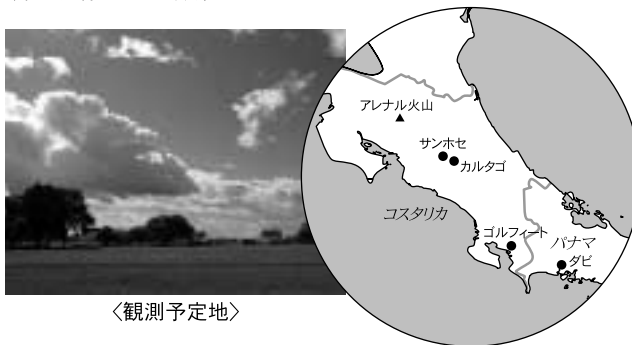 アレナル火山
サンホセ
カルタゴ
コスタリカ
ゴルフィート
パナマ
ダビ
〈観測予定地〉